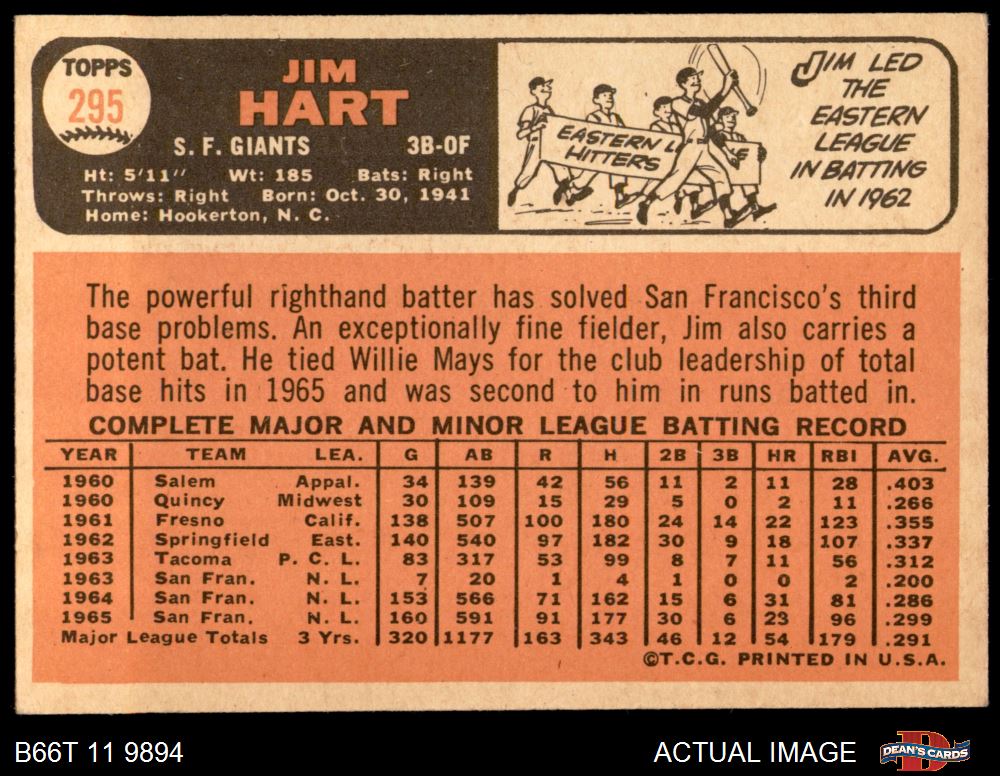 TOPPS
295
JIM
HART
S. F. GIANTS 3B-OF
Ht: 5'11" Wt: 185 Bats: Right
Throws: Right Born: Oct. 30, 1941
Home: Hookerton, N. C.
EASTERN L
HITTERS
E
JIM LED
THE
EASTERN
LEAGUE
IN BATTING
IN 1962
The powerful righthand batter has solved San Francisco's third
base problems. An exceptionally fine fielder, Jim also carries a
potent bat. He tied Willie Mays for the club leadership of total
base hits in 1965 and was second to him in runs batted in.
COMPLETE MAJOR AND MINOR LEAGUE BATTING RECORD
YEAR TEAM LEA. G AB R H 2B 3B HR RBI AVG.
1960 Salem Appal. 34 139 42 56 11 2 11 28 .403
1960 Quincy Midwest 30 109 15 29 5 0 2 11 .266
1961 Fresno Calif. 138 507 100 180 24 14 22 123 .355
1962 Springfield East. 140 540 97 182 30 9 18 107 .337
1963 Tacoma P. C. L. 83 317 53 99 8 7 11 56 .312
1963 San Fran. N. L. 7 20 1 4 1 0 0 2 .200
1964 San Fran. N. L. 153 566 71 162 15 6 31 81 .286
1965 San Fran. N. L. 160 591 91 177 30 6 23 96 .299
Major League Totals 3 Yrs. 320 1177 163 343 46 12 54 179 .291
©T.C.G. PRINTED IN U.S.A.
B66T 11 9894 ACTUAL IMAGE DEAN'S CARDS